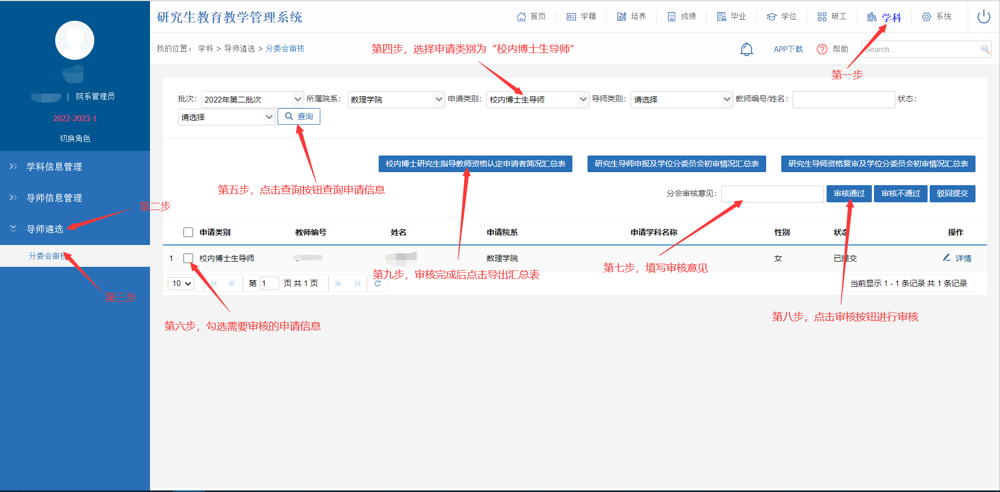 研究生教育教学管理系统
首页 学籍 培养 成绩 毕业 学位 研工 学科 系统
我的位置： 学科 > 导师遴选 > 分委会审核
第四步，选择申请类别为“校内博士生导师”
APP下载 帮助 Search...
第一步
| 院系管理员
2022-2023-1
切换角色
学科信息管理
导师信息管理
导师遴选
分委会审核
第二步
第三步
批次： 2022年第二批次 所属院系： 数理学院 申请类别： 校内博士生导师 导师类别： 请选择 教师编号/姓名： 状态：
请选择 查询
校内博士研究生指导教师资格认定申请者简况汇总表 研究生导师申报及学位分委员会初审情况汇总表 研究生导师资格复审及学位分委员会初审情况汇总表
第五步，点击查询按钮查询申请信息
分会审核意见： 审核通过 审核不通过 驳回提交
申请类别 教师编号 姓名 申请院系 申请学科名称 性别 状态 操作
1 校内博士生导师 数理学院 女 已提交 详情
第九步，审核完成后点击导出汇总表
第七步，填写审核意见
10 第 1 页 共 1 页 当前显示 1 - 1 条记录 共 1 条记录
第六步，勾选需要审核的申请信息
第八步，点击审核按钮进行审核